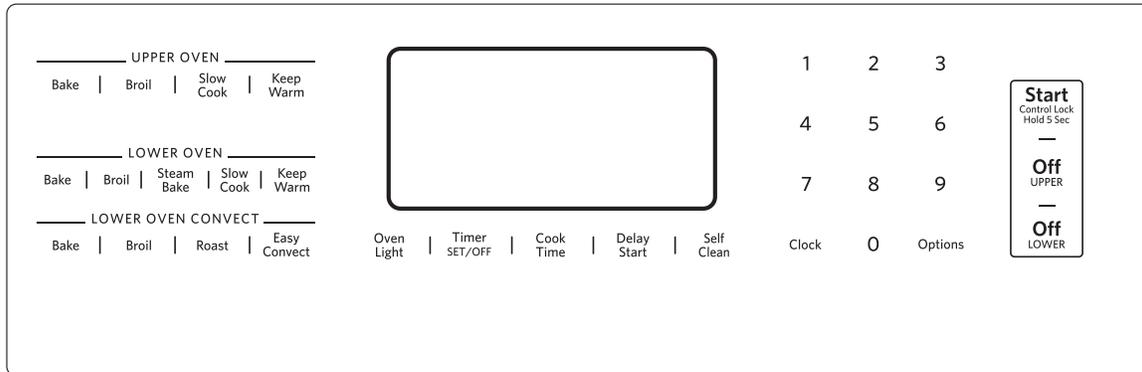 UPPER OVEN
Bake | Broil | Slow Cook | Keep Warm
LOWER OVEN
Bake | Broil | Steam Bake | Slow Cook | Keep Warm
LOWER OVEN CONVECT
Bake | Broil | Roast | Easy Convect
Oven Light | Timer SET/OFF | Cook Time | Delay Start | Self Clean
1 2 3
4 5 6
7 8 9
Clock 0 Options
Start
Control Lock
Hold 5 Sec
Off
UPPER
Off
LOWER